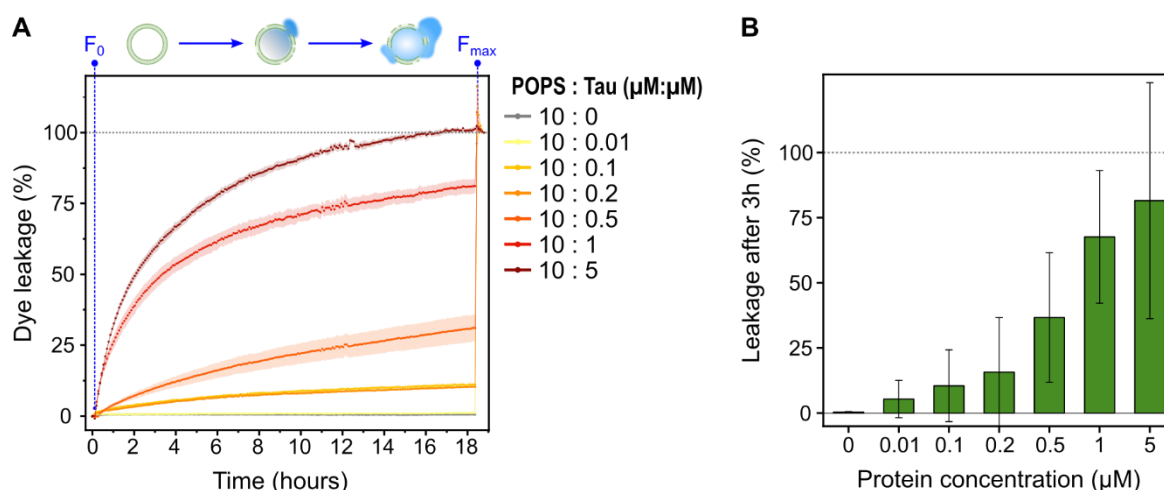 A
F0
Fmax
Dye leakage (%)
100
75
50
25
0
0 2 4 6 8 10 12 14 16 18
Time (hours)
POPS : Tau (µM:µM)
10 : 0
10 : 0.01
10 : 0.1
10 : 0.2
10 : 0.5
10 : 1
10 : 5
B
Leakage after 3h (%)
100
75
50
25
0
0 0.01 0.1 0.2 0.5 1 5
Protein concentration (µM)